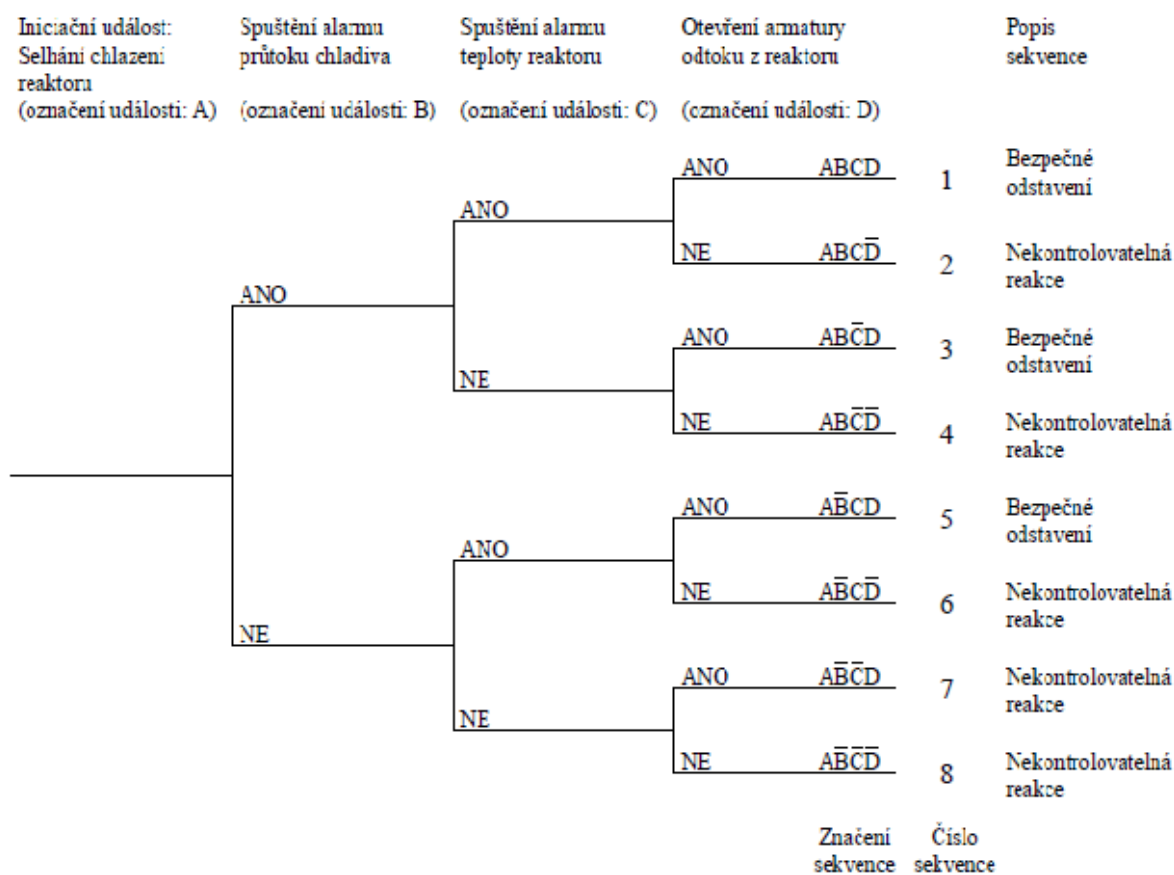 Iniciační událost:
Selhání chlazení
reaktoru
(označení události: A)
Spuštění alarmu
průtoku chladiva
(označení události: B)
Spuštění alarmu
teploty reaktoru
(označení události: C)
Otevření armatury
odtoku z reaktoru
(označení události: D)
Popis
sekvence
ANO
NE
ANO
NE
ANO
NE
ANO ABCD 1 Bezpečné
odstavení
NE ABCD̅ 2 Nekontrolovatelná
reakce
ANO ABC̅D 3 Bezpečné
odstavení
NE ABC̅D̅ 4 Nekontrolovatelná
reakce
ANO AB̅CD 5 Bezpečné
odstavení
NE AB̅CD̅ 6 Nekontrolovatelná
reakce
ANO AB̅C̅D 7 Nekontrolovatelná
reakce
NE AB̅C̅D̅ 8 Nekontrolovatelná
reakce
Značení
sekvence
Číslo
sekvence